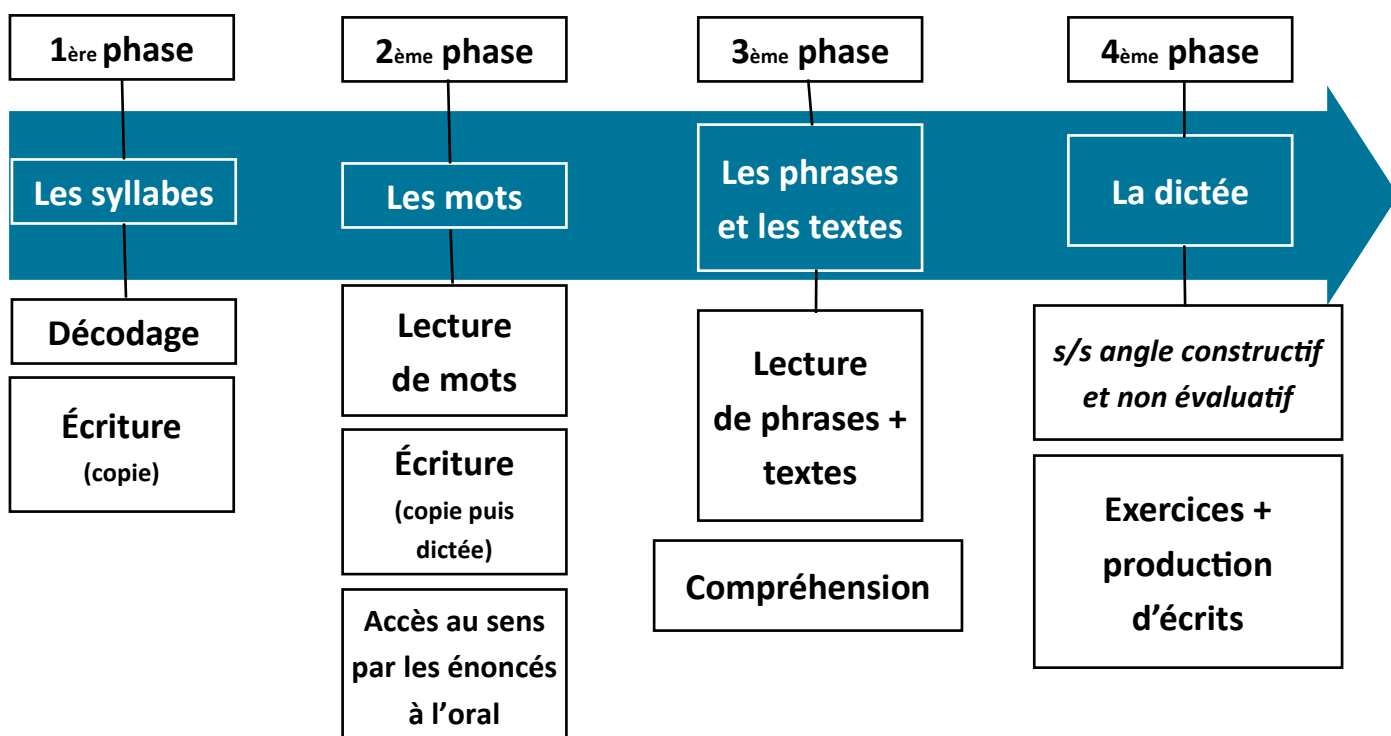 1ère phase
Les syllabes
Décodage
Écriture
(copie)
2ème phase
Les mots
Lecture
de mots
Écriture
(copie puis
dictée)
Accès au sens
par les énoncés
à l’oral
3ème phase
Les phrases
et les textes
Lecture
de phrases +
textes
Compréhension
4ème phase
La dictée
s/s angle constructif
et non évaluatif
Exercices +
production
d’écrits